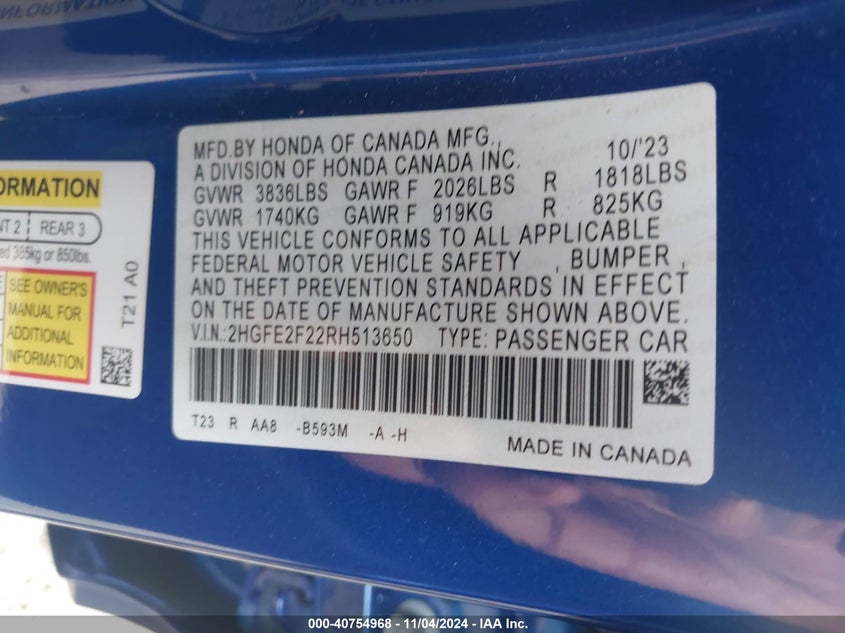 MFD.BY HONDA OF CANADA MFG., 10/'23
A DIVISION OF HONDA CANADA INC.
GVWR 3836LBS GAWR F 2026LBS R 1818LBS
GVWR 1740KG GAWR F 919KG R 825KG
THIS VEHICLE CONFORMS TO ALL APPLICABLE
FEDERAL MOTOR VEHICLE SAFETY , BUMPER ,
AND THEFT PREVENTION STANDARDS IN EFFECT
ON THE DATE OF MANUFACTURE SHOWN ABOVE.
V.I.N.:2HGFE2F22RH513650 TYPE: PASSENGER CAR
T23 R AA8 -B593M -A -H
MADE IN CANADA
ORMATION
NT 2 REAR 3
ed 385kg or 850lbs.
SEE OWNER'S
MANUAL FOR
ADDITIONAL
INFORMATION
T21 A0
000-40754968 - 11/04/2024 - IAA Inc.